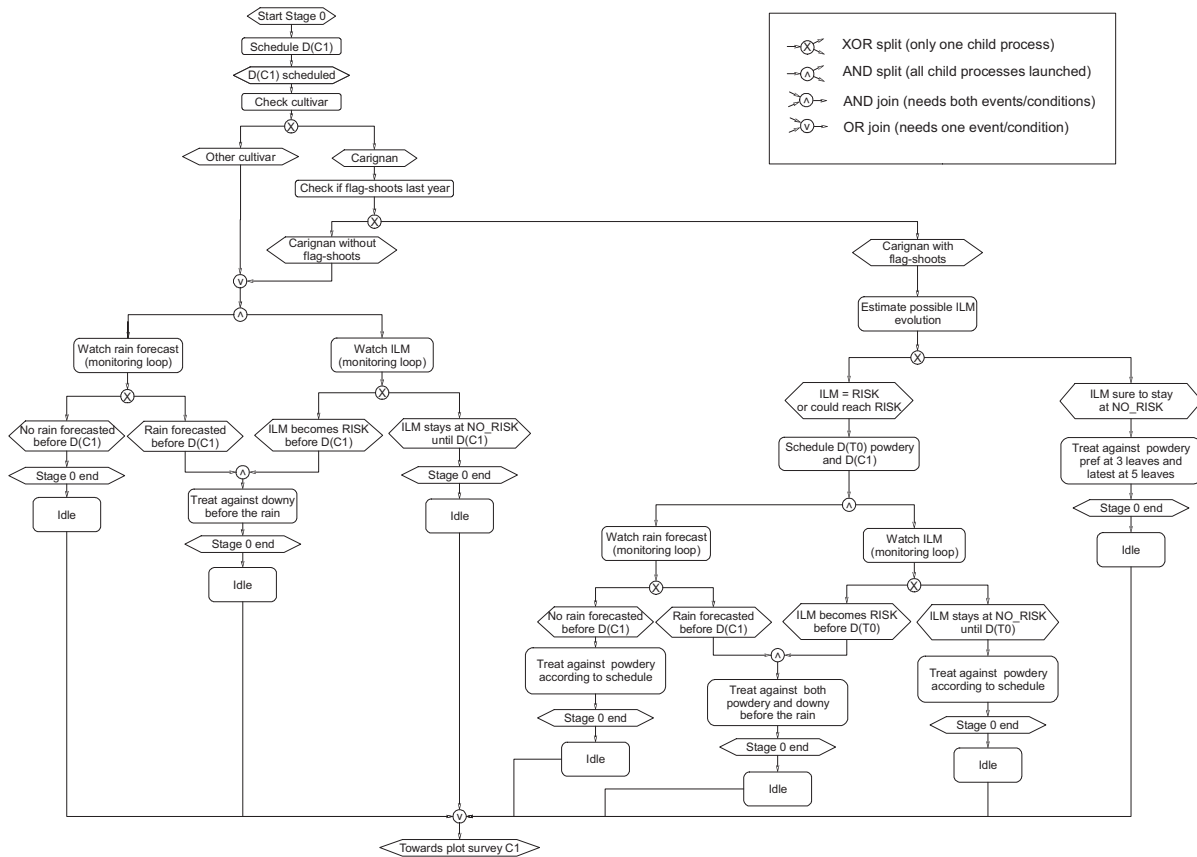 Start Stage 0
Schedule D(C1)
D(C1) scheduled
Check cultivar
X
Other cultivar
Carignan
Check if flag-shoots last year
X
Carignan without
flag-shoots
Carignan with
flag-shoots
v
Estimate possible ILM
evolution
^
X
Watch rain forecast
(monitoring loop)
Watch ILM
(monitoring loop)
X
X
No rain forecasted
before D(C1)
Rain forecasted
before D(C1)
ILM becomes RISK
before D(C1)
ILM stays at NO_RISK
until D(C1)
Stage 0 end
Idle
^
Treat against downy
before the rain
Stage 0 end
Idle
Stage 0 end
Idle
ILM = RISK
or could reach RISK
ILM sure to stay
at NO_RISK
Schedule D(T0) powdery
and D(C1)
Treat against powdery
pref at 3 leaves and
latest at 5 leaves
Stage 0 end
Idle
^
Watch rain forecast
(monitoring loop)
Watch ILM
(monitoring loop)
X
X
No rain forecasted
before D(C1)
Rain forecasted
before D(C1)
ILM becomes RISK
before D(T0)
ILM stays at NO_RISK
until D(T0)
^
Treat against powdery
according to schedule
Stage 0 end
Idle
Treat against both
powdery and downy
before the rain
Stage 0 end
Idle
Treat against powdery
according to schedule
Stage 0 end
Idle
v
Towards plot survey C1
X XOR split (only one child process)
^ AND split (all child processes launched)
^ AND join (needs both events/conditions)
v OR join (needs one event/condition)